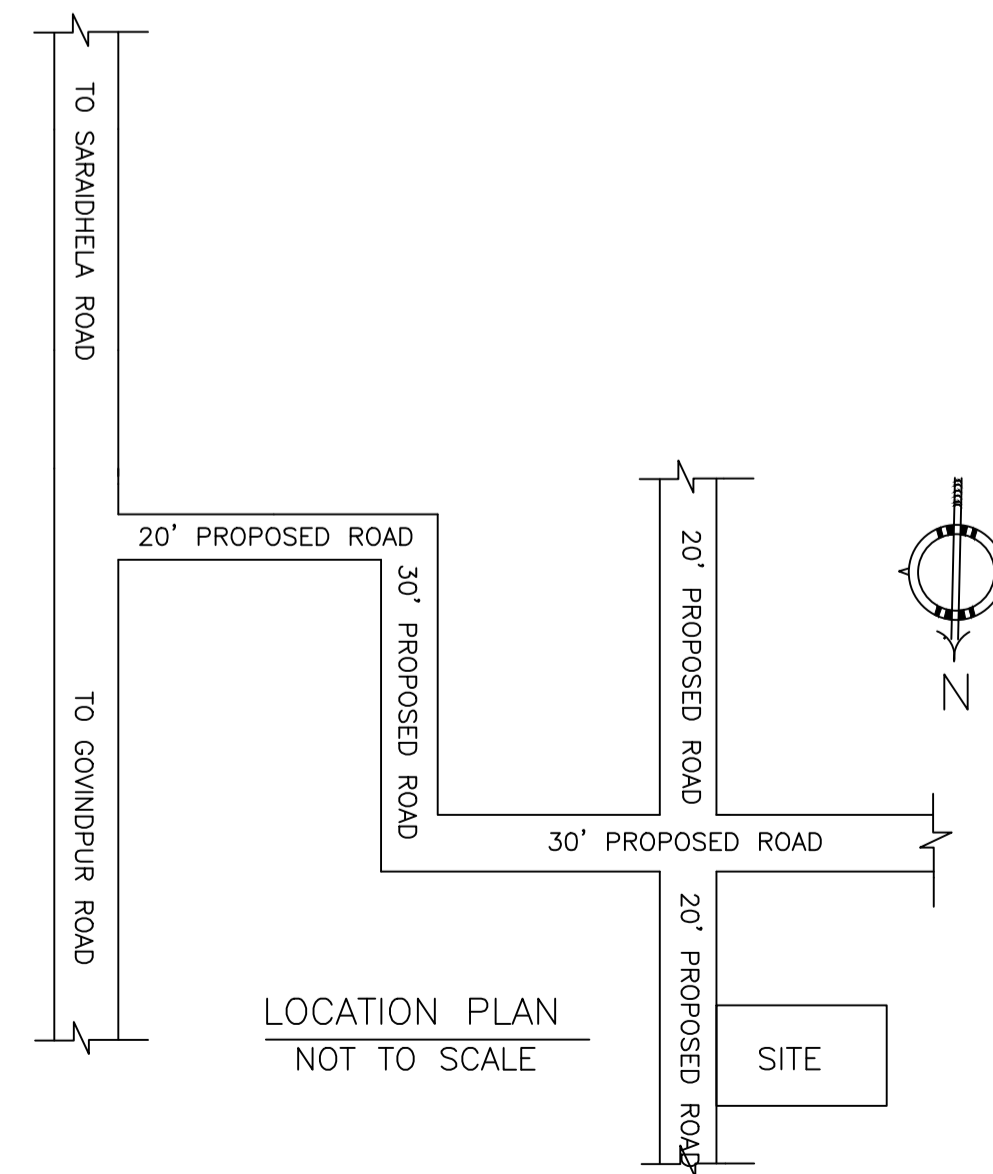 TO SARAIDHELA ROAD
20' PROPOSED ROAD
30' PROPOSED ROAD
20' PROPOSED ROAD
N
TO GOVINDPUR ROAD
30' PROPOSED ROAD
20' PROPOSED ROAD
LOCATION PLAN
NOT TO SCALE
SITE